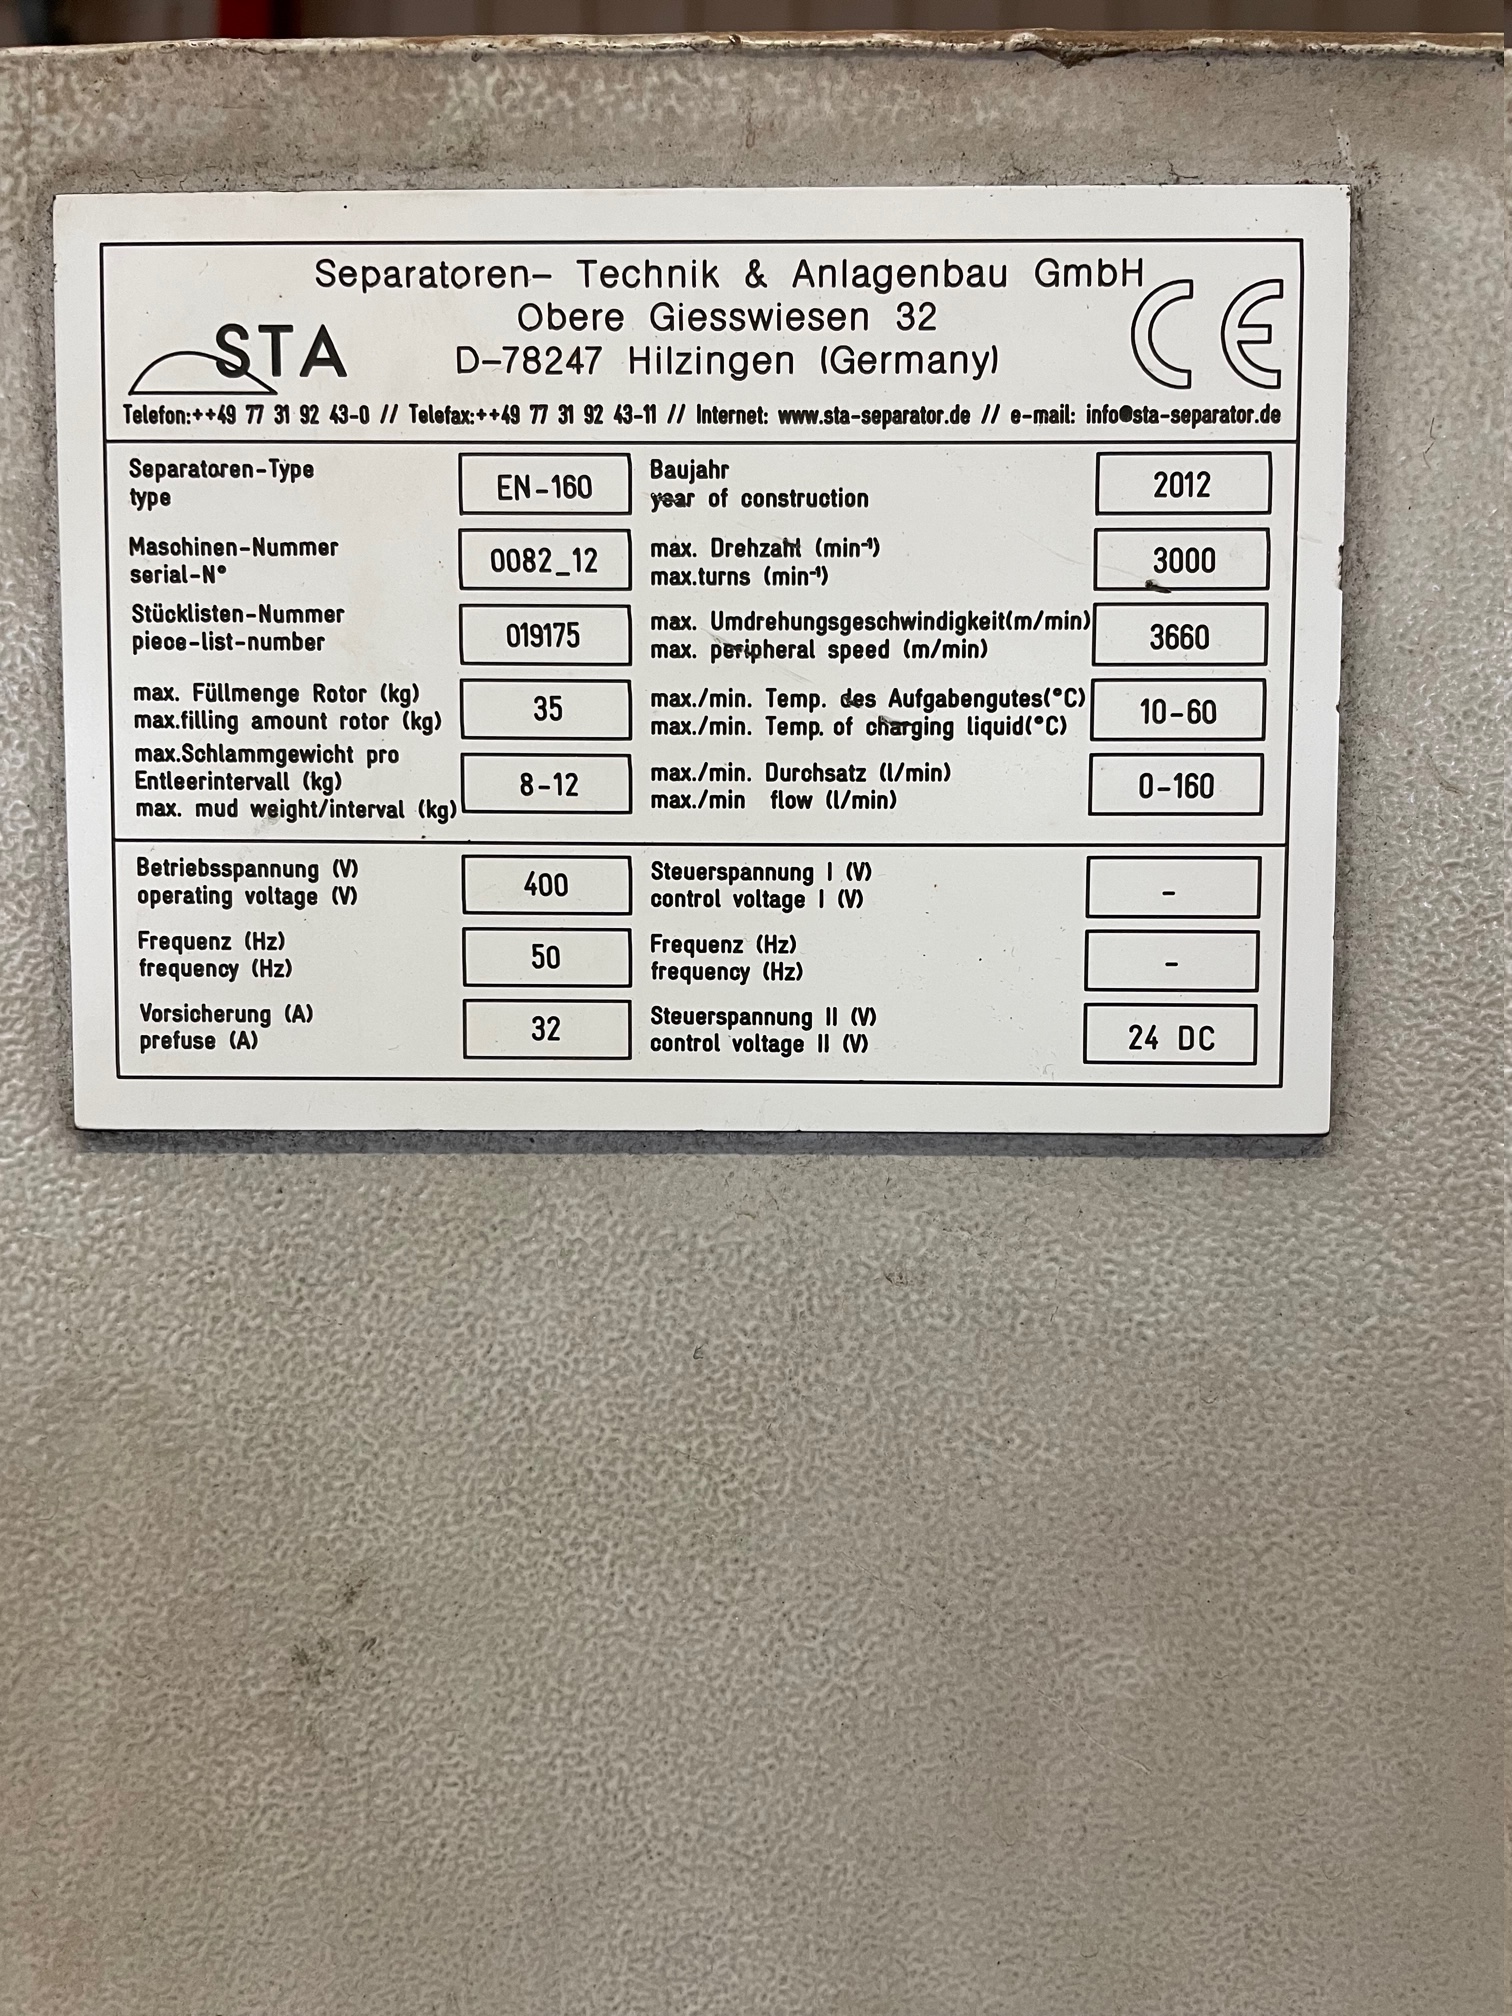 Separatoren- Technik & Anlagenbau GmbH
Obere Giesswiesen 32
D-78247 Hilzingen (Germany)
STA
CE
Telefon:++49 77 31 92 43-0 // Telefax:++49 77 31 92 43-11 // Internet: www.sta-separator.de // e-mail: info@sta-separator.de
Separatoren-Type
type
EN-160
Baujahr
year of construction
2012
Maschinen-Nummer
serial-N°
0082_12
max. Drehzahl (min⁻¹)
max.turns (min⁻¹)
3000
Stücklisten-Nummer
piece-list-number
019175
max. Umdrehungsgeschwindigkeit(m/min)
max. peripheral speed (m/min)
3660
max. Füllmenge Rotor (kg)
max.filling amount rotor (kg)
35
max./min. Temp. des Aufgabengutes(°C)
max./min. Temp. of charging liquid(°C)
10-60
max.Schlammgewicht pro
Entleerintervall (kg)
max. mud weight/interval (kg)
8-12
max./min. Durchsatz (l/min)
max./min flow (l/min)
0-160
Betriebsspannung (V)
operating voltage (V)
400
Steuerspannung I (V)
control voltage I (V)
-
Frequenz (Hz)
frequency (Hz)
50
Frequenz (Hz)
frequency (Hz)
-
Vorsicherung (A)
prefuse (A)
32
Steuerspannung II (V)
control voltage II (V)
24 DC